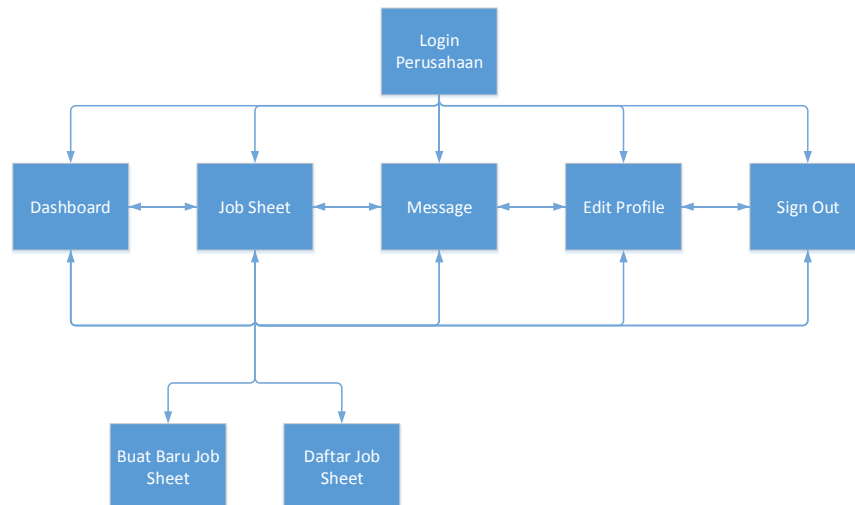 Login
Perusahaan
Dashboard
Job Sheet
Message
Edit Profile
Sign Out
Buat Baru Job
Sheet
Daftar Job
Sheet